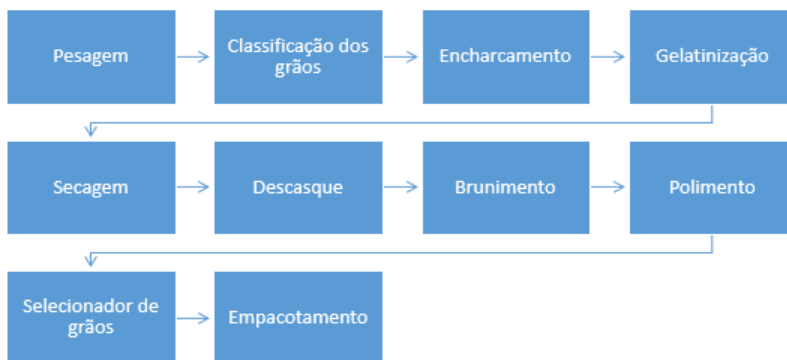 Pesagem
Classificação dos
grãos
Encharcamento
Gelatinização
Secagem
Descasque
Brunimento
Polimento
Selecionador de
grãos
Empacotamento